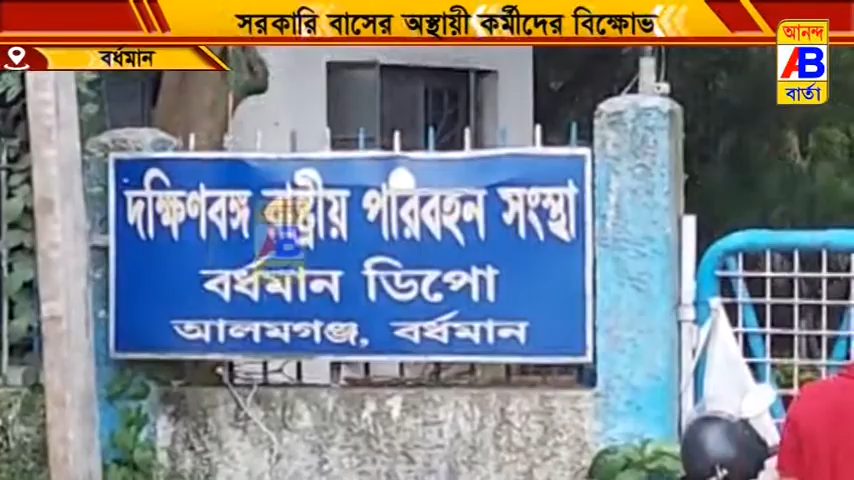 সরকারি বাসের অস্থায়ী কর্মীদের বিক্ষোভ
বর্ধমান
আনন্দ
AB
বার্তা
দক্ষিণবঙ্গ রাষ্ট্রীয় পরিবহন সংস্থা
বর্ধমান ডিপো
আলমগঞ্জ, বর্ধমান